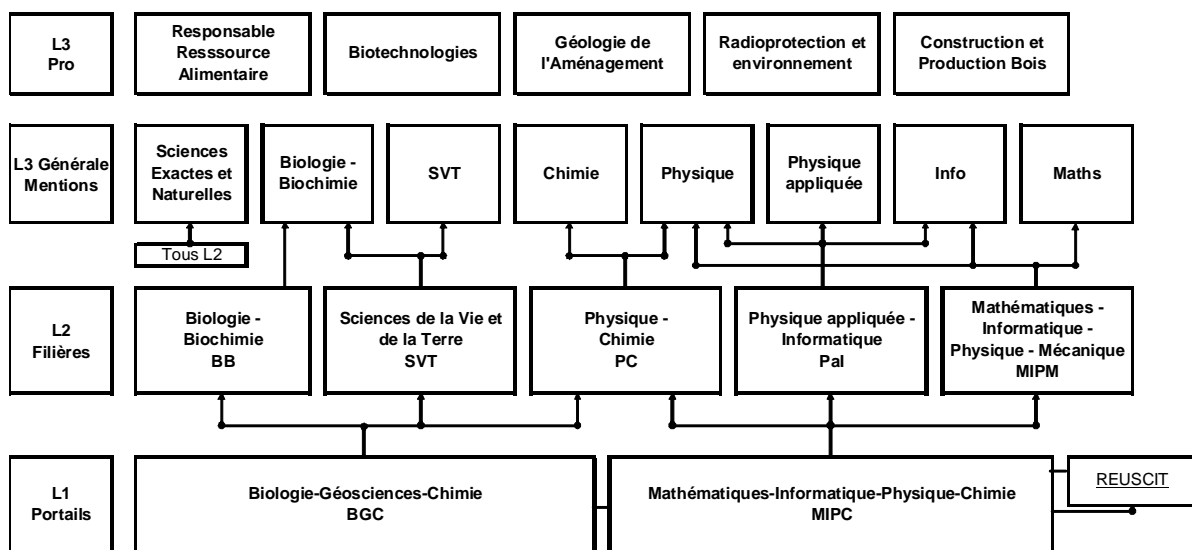 L3
Pro
Responsable
Ressource
Alimentaire
Biotechnologies
Géologie de
l'Aménagement
Radioprotection et
environnement
Construction et
Production Bois
L3 Générale
Mentions
Sciences
Exactes et
Naturelles
Biologie -
Biochimie
SVT
Chimie
Physique
Physique
appliquée
Info
Maths
Tous L2
L2
Filières
Biologie -
Biochimie
BB
Sciences de la Vie et
de la Terre
SVT
Physique -
Chimie
PC
Physique appliquée -
Informatique
PaI
Mathématiques -
Informatique -
Physique - Mécanique
MIPM
L1
Portails
Biologie-Géosciences-Chimie
BGC
Mathématiques-Informatique-Physique-Chimie
MIPC
REUSCIT